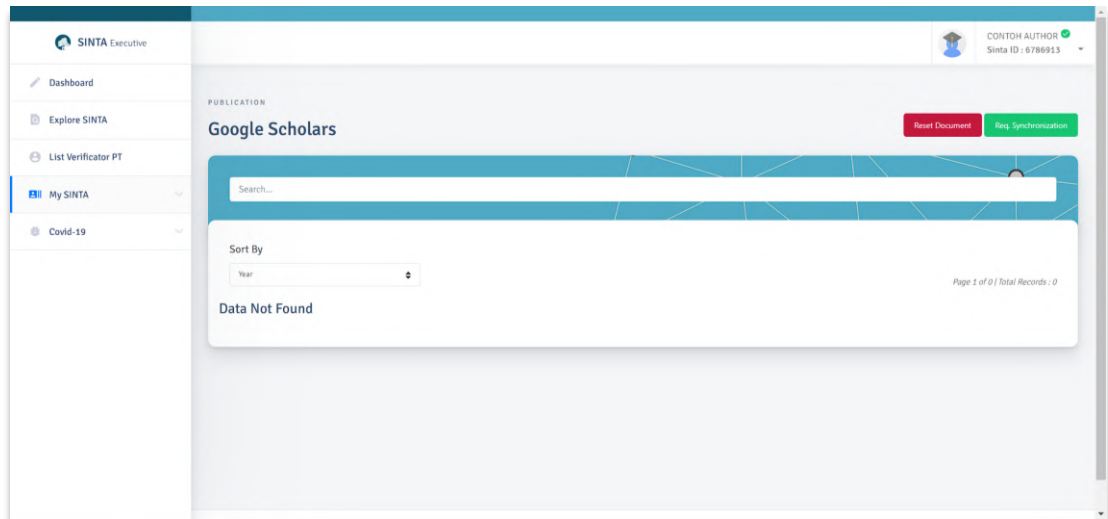 SINTA Executive
CONTOH AUTHOR
Sinta ID : 6786913
Dashboard
Explore SINTA
List Verificator PT
My SINTA
Covid-19
PUBLICATION
Google Scholars
Reset Document
Req. Synchronization
Search...
Sort By
Year
Page 1 of 0 | Total Records : 0
Data Not Found